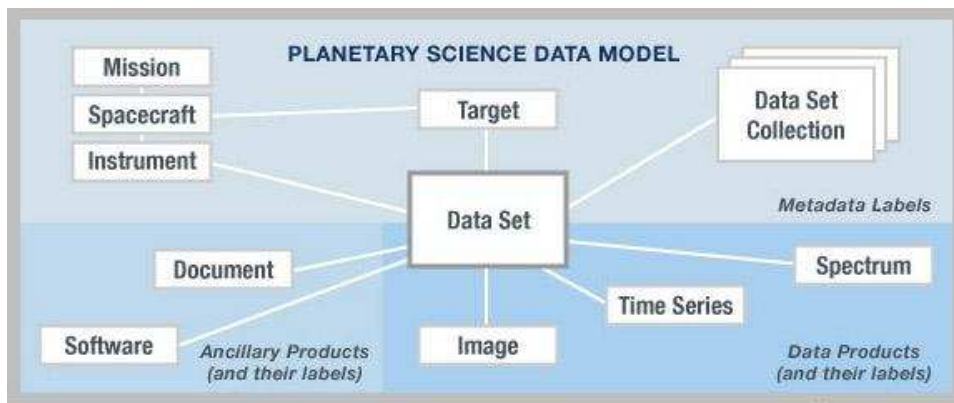 PLANETARY SCIENCE DATA MODEL
Mission
Spacecraft
Instrument
Target
Data Set
Collection
Metadata Labels
Data Set
Document
Software
Ancillary Products
(and their labels)
Image
Time Series
Spectrum
Data Products
(and their labels)